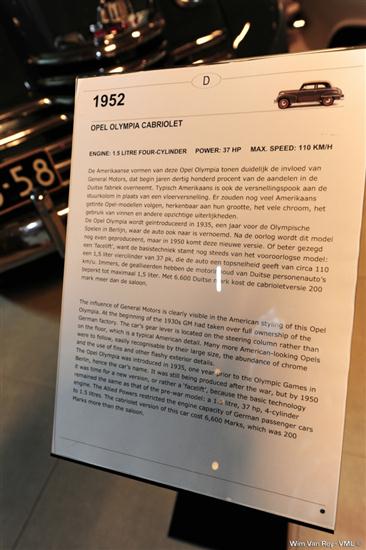 D
1952
OPEL OLYMPIA CABRIOLET
ENGINE: 1.5 LITRE FOUR-CYLINDER POWER: 37 HP MAX. SPEED: 110 KM/H
De Amerikaanse vormen van deze Opel Olympia tonen duidelijk de invloed van
General Motors, dat begin jaren dertig honderd procent van de aandelen in de
Duitse fabriek overneemt. Typisch Amerikaans is ook de versnellingspook aan de
stuurkolom in plaats van een vloerversnelling. Er zouden nog veel Amerikaans
getinte Opel-modellen volgen, herkenbaar aan hun grootte, het vele chroom, het
gebruik van vinnen en andere opzichtige uiterlijkheden.
De Opel Olympia wordt geïntroduceerd in 1935, een jaar voor de Olympische
Spelen in Berlijn, waar de auto ook naar is vernoemd. Na de oorlog wordt dit model
nog even geproduceerd, maar in 1950 komt deze nieuwe versie. Of beter gezegd
een 'facelift', want de basistechniek stamt nog steeds van het vooroorlogse model:
een 1,5 liter viercilinder van 37 pk, die de auto een topsnelheid geeft van circa 110
km/u. Immers, de geallieerden hebben de motorinhoud van Duitse personenauto's
beperkt tot maximaal 1,5 liter. Met 6.600 Duitse mark kost de cabrioletversie 200
mark meer dan de saloon.
The influence of General Motors is clearly visible in the American styling of this Opel
Olympia. At the beginning of the 1930s GM had taken over full ownership of the
German factory. The car's gear lever is located on the steering column rather than
on the floor, which is a typical American detail. Many more American-looking Opels
were to follow, easily recognisable by their large size, the abundance of chrome
and the use of fins and other flashy exterior details.
The Opel Olympia was introduced in 1935, one year prior to the Olympic Games in
Berlin, hence the car's name. It was still being produced after the war, but by 1950
it was time for a new version, or rather a 'facelift', because the basic technology
remained the same as that of the pre-war model: a 1.5 litre, 37 hp, 4-cylinder
engine. The Allied Powers restricted the engine capacity of German passenger cars
to 1.5 litres. The cabriolet version of this car cost 6,600 Marks, which was 200
Marks more than the saloon.
-58
Wim Van Roy- VML ©